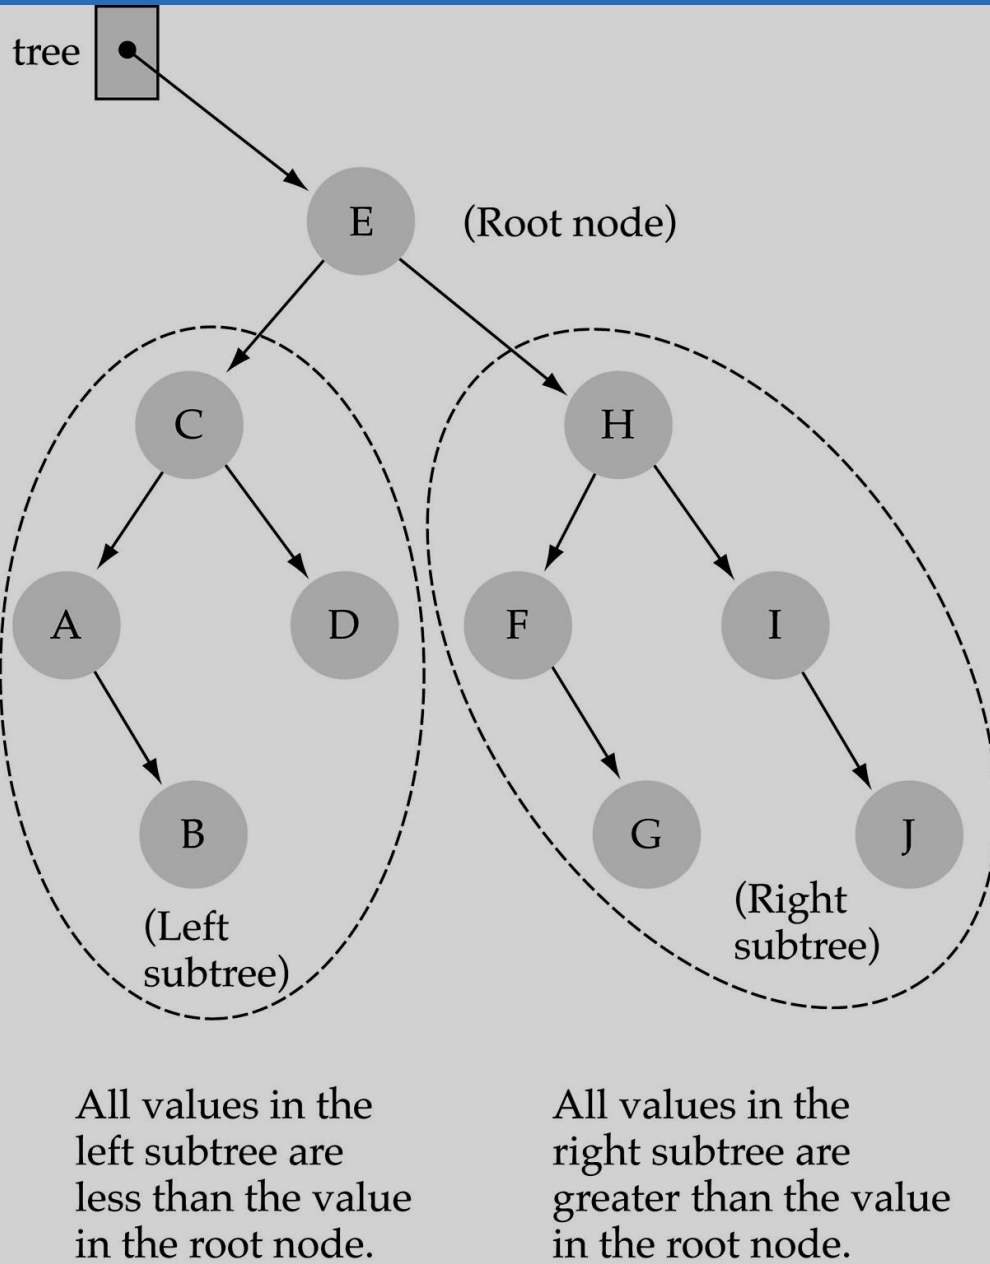 tree
E
(Root node)
C
H
A
D
F
I
B
G
J
(Left
subtree)
(Right
subtree)
All values in the
left subtree are
less than the value
in the root node.
All values in the
right subtree are
greater than the value
in the root node.